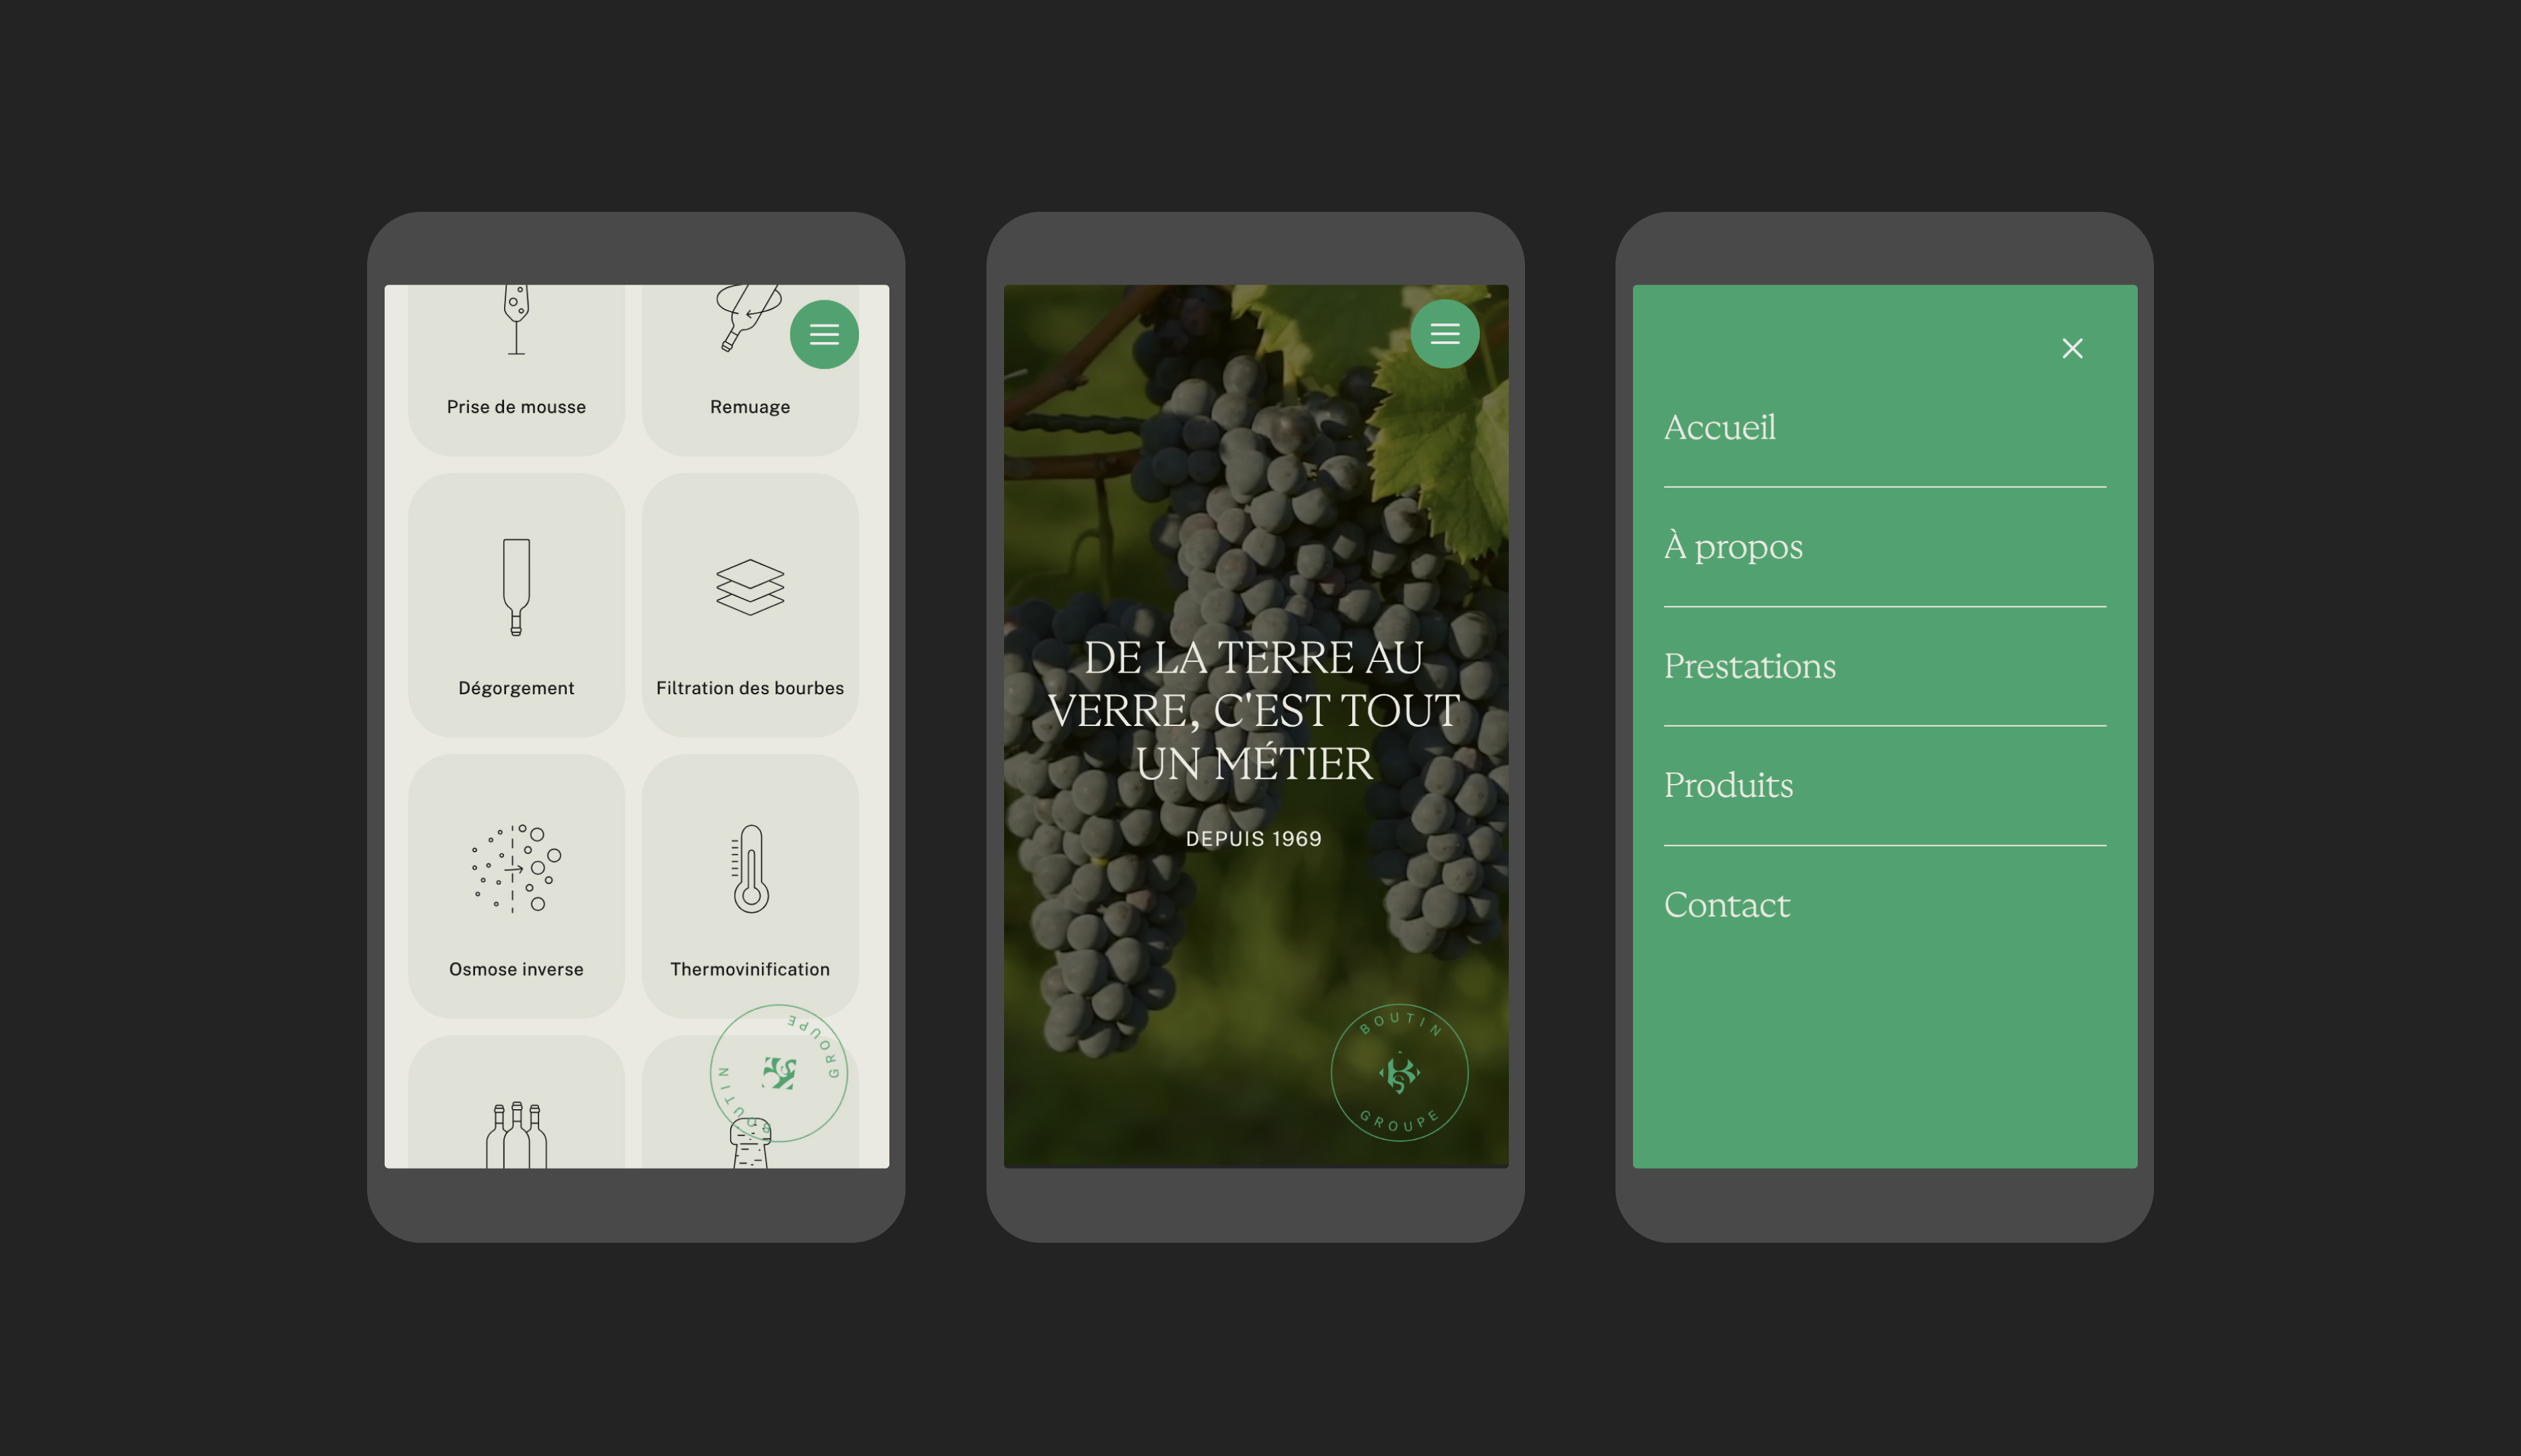 Prise de mousse
Remuage
Dégorgement
Filtration des bourbes
Osmose inverse
Thermovinification
BOUTIN
GROUPE
DE LA TERRE AU
VERRE, C'EST TOUT
UN MÉTIER
DEPUIS 1969
BOUTIN
GROUPE
Accueil
À propos
Prestations
Produits
Contact